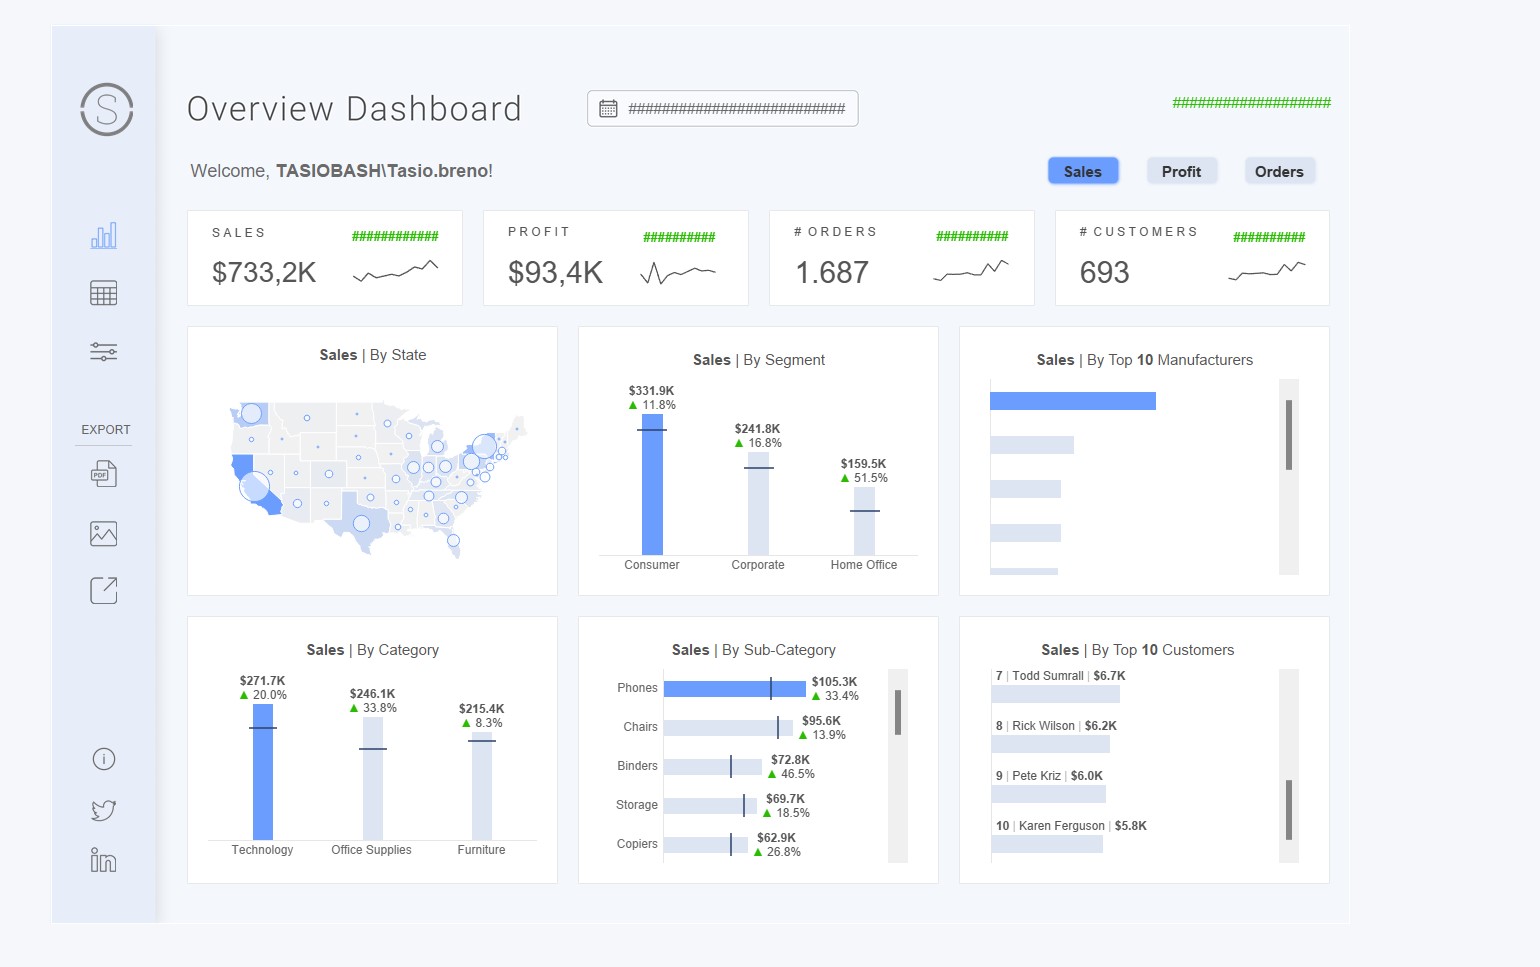 S
Overview Dashboard
##########################
###################
Welcome, TASIOBASH\Tasio.breno!
Sales
Profit
Orders
SALES
############
$733,2K
PROFIT
##########
$93,4K
# ORDERS
##########
1.687
# CUSTOMERS
##########
693
EXPORT
PDF
Sales | By State
Sales | By Segment
$331.9K
▲ 11.8%
$241.8K
▲ 16.8%
$159.5K
▲ 51.5%
Consumer
Corporate
Home Office
Sales | By Top 10 Manufacturers
Sales | By Category
$271.7K
▲ 20.0%
$246.1K
▲ 33.8%
$215.4K
▲ 8.3%
Technology
Office Supplies
Furniture
Sales | By Sub-Category
Phones
$105.3K
▲ 33.4%
Chairs
$95.6K
▲ 13.9%
Binders
$72.8K
▲ 46.5%
Storage
$69.7K
▲ 18.5%
Copiers
$62.9K
▲ 26.8%
Sales | By Top 10 Customers
7 | Todd Sumrall | $6.7K
8 | Rick Wilson | $6.2K
9 | Pete Kriz | $6.0K
10 | Karen Ferguson | $5.8K
i
in